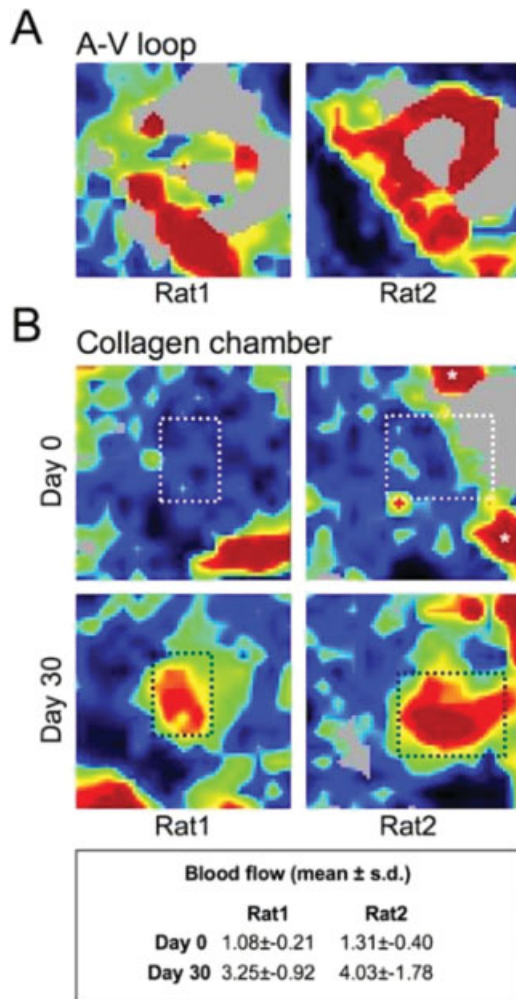 A
A-V loop
Rat1 Rat2
B
Collagen chamber
Day 0
* *
+
Day 30
Rat1 Rat2
Blood flow (mean ± s.d.)
Rat1 Rat2
Day 0 1.08±-0.21 1.31±-0.40
Day 30 3.25±-0.92 4.03±-1.78